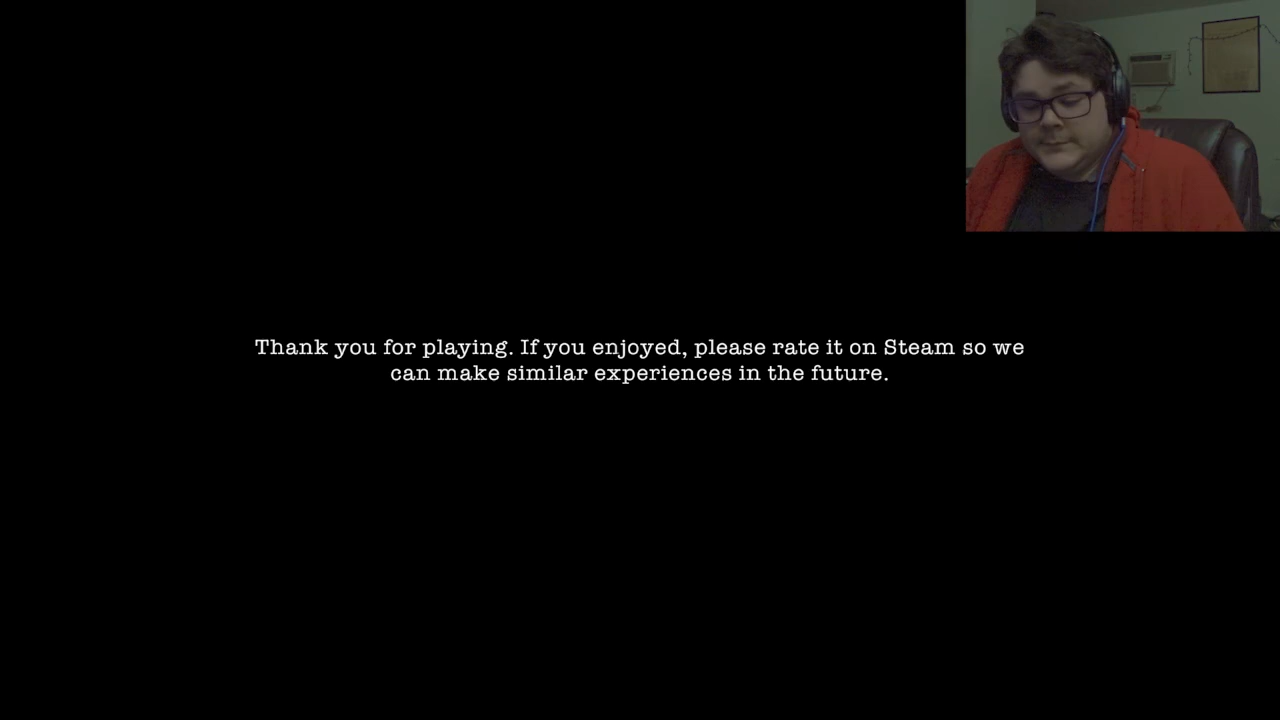 Thank you for playing. If you enjoyed, please rate it on Steam so we
can make similar experiences in the future.